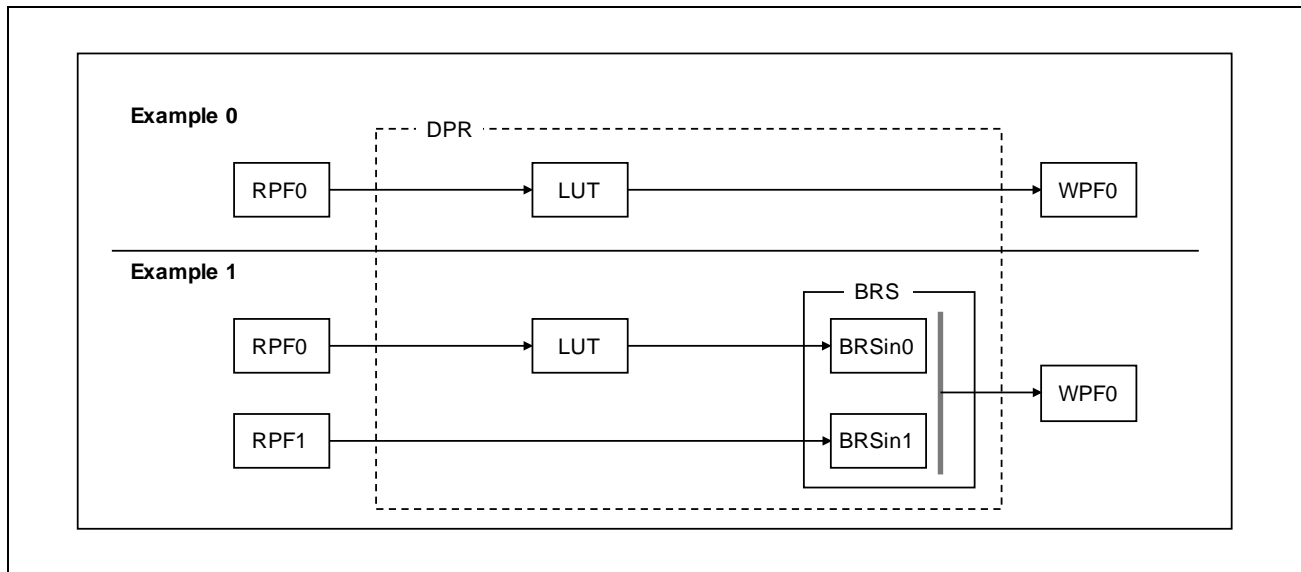 Example 0
DPR
RPF0
LUT
WPF0
Example 1
BRS
RPF0
LUT
BRSin0
WPF0
RPF1
BRSin1